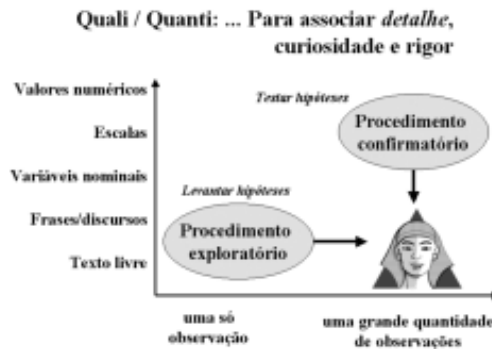 Quali / Quanti: ... Para associar detalhe,
curiosidade e rigor
Valores numéricos
Testar hipóteses
Escalas
Procedimento
confirmatório
Variáveis nominais
Levantar hipóteses
Frases/discursos
Procedimento
exploratório
Texto livre
uma só
observação
uma grande quantidade
de observações